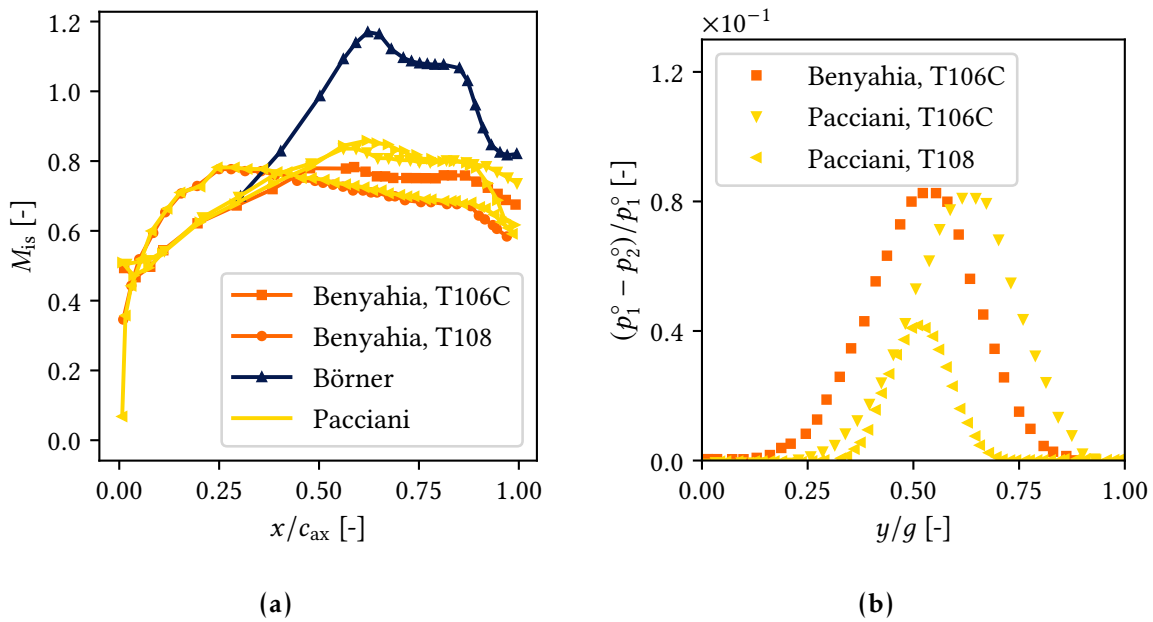 1.2
1.0
0.8
0.6
0.4
0.2
0.0
M_is [-]
0.00 0.25 0.50 0.75 1.00
x/c_ax [-]
Benyahia, T106C
Benyahia, T108
Börner
Pacciani
(a)
×10⁻¹
1.2
0.8
0.4
0.0
(p₁° − p₂°)/p₁° [-]
0.00 0.25 0.50 0.75 1.00
y/g [-]
Benyahia, T106C
Pacciani, T106C
Pacciani, T108
(b)